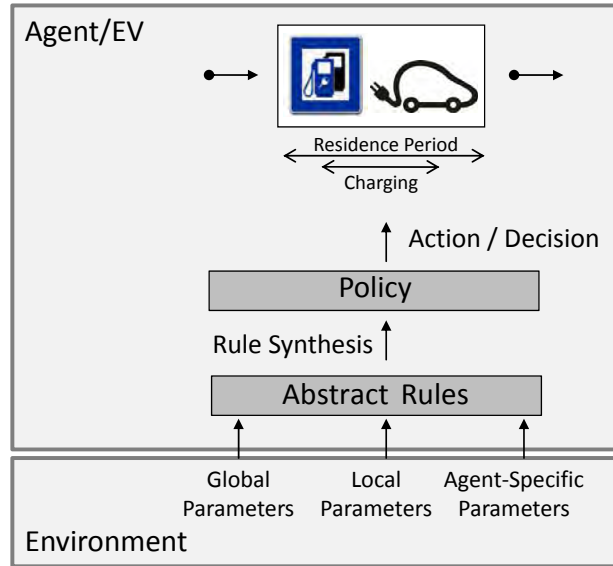 Agent/EV
Residence Period
Charging
Action / Decision
Policy
Rule Synthesis
Abstract Rules
Global Parameters
Local Parameters
Agent-Specific Parameters
Environment